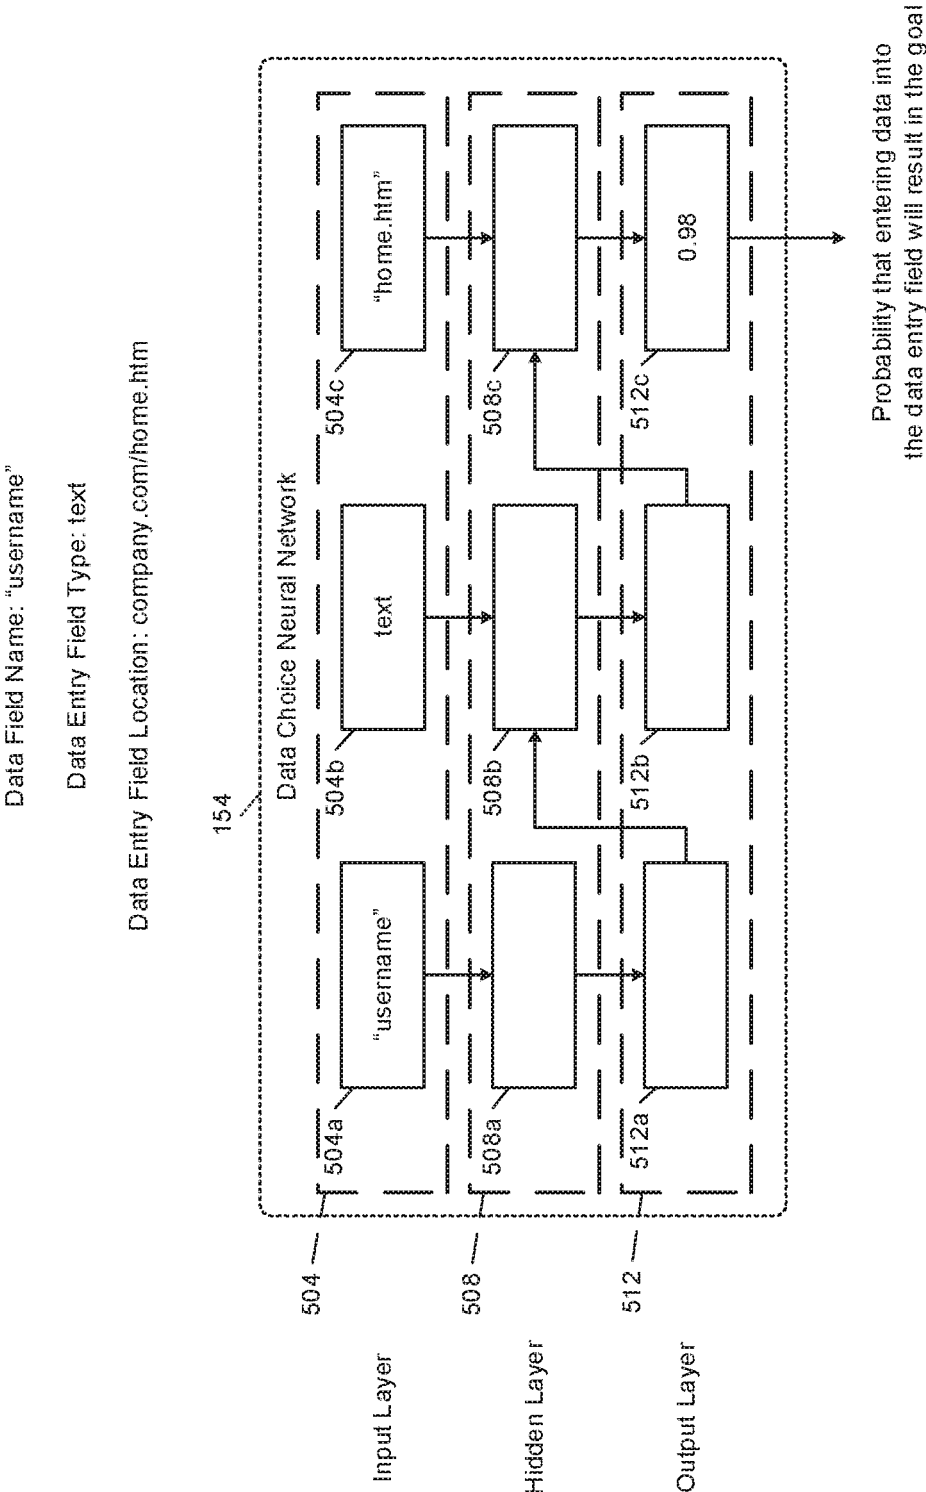 Data Field Name: “username”
Data Entry Field Type: text
Data Entry Field Location: company.com/home.htm
154
Data Choice Neural Network
Input Layer
504
504a
“username”
504b
text
504c
“home.htm”
Hidden Layer
508
508a
508b
508c
Output Layer
512
512a
512b
512c
0.98
Probability that entering data into
the data entry field will result in the goal